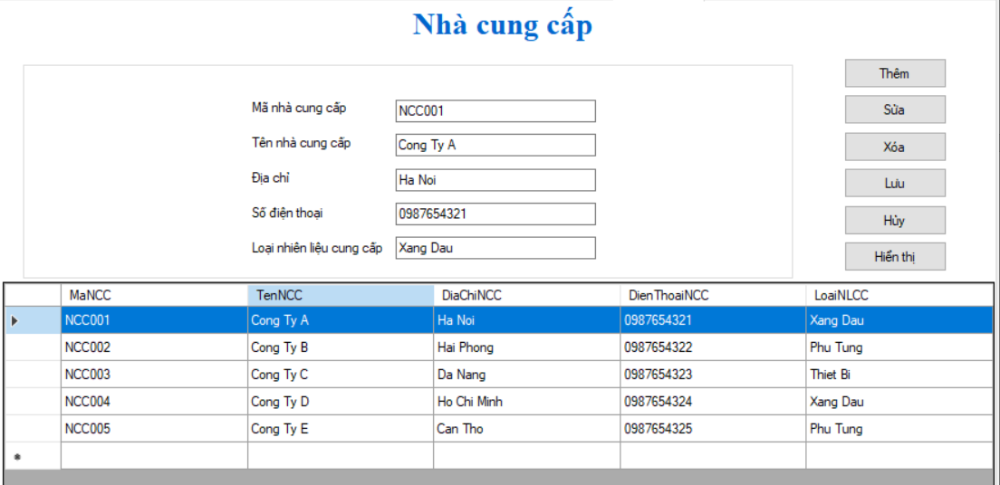 Nhà cung cấp
Mã nhà cung cấp NCC001
Tên nhà cung cấp Cong Ty A
Địa chỉ Ha Noi
Số điện thoại 0987654321
Loại nhiên liệu cung cấp Xang Dau
Thêm
Sửa
Xóa
Lưu
Hủy
Hiển thị
MaNCC TenNCC DiaChiNCC DienThoaiNCC LoaiNLCC
NCC001 Cong Ty A Ha Noi 0987654321 Xang Dau
NCC002 Cong Ty B Hai Phong 0987654322 Phu Tung
NCC003 Cong Ty C Da Nang 0987654323 Thiet Bi
NCC004 Cong Ty D Ho Chi Minh 0987654324 Xang Dau
NCC005 Cong Ty E Can Tho 0987654325 Phu Tung